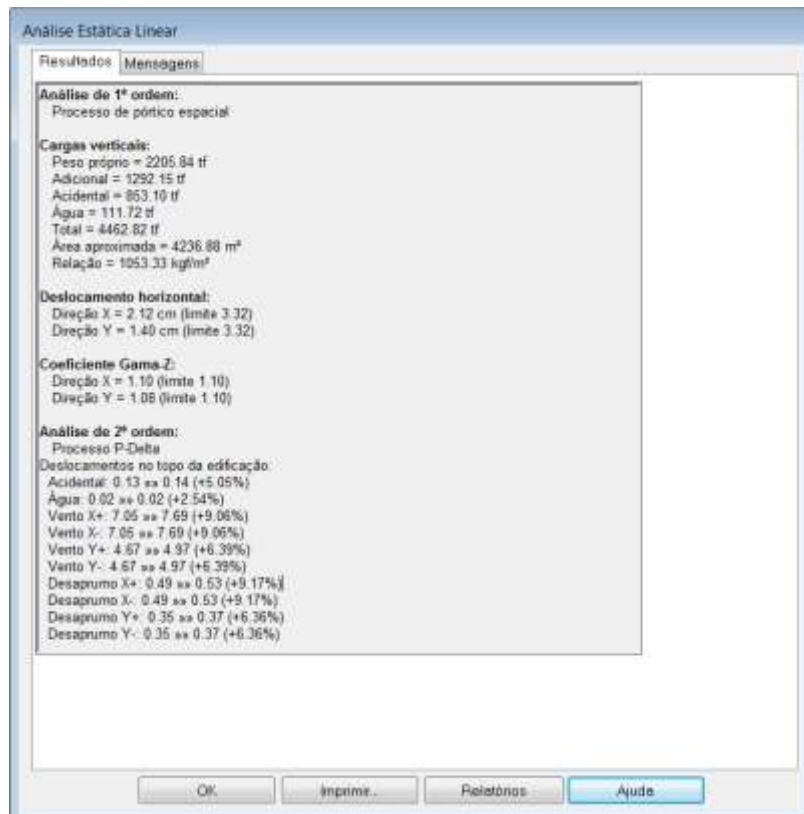 Análise Estática Linear
Resultados Mensagens
Análise de 1ª ordem:
Processo de pórtico espacial
Cargas verticais:
Peso próprio = 2205.84 tf
Adicional = 1292.15 tf
Acidental = 853.10 tf
Água = 111.72 tf
Total = 4462.82 tf
Área aproximada = 4236.88 m²
Relação = 1053.33 kgf/m²
Deslocamento horizontal:
Direção X = 2.12 cm (limite 3.32)
Direção Y = 1.40 cm (limite 3.32)
Coeficiente Gama-Z:
Direção X = 1.10 (limite 1.10)
Direção Y = 1.08 (limite 1.10)
Análise de 2ª ordem:
Processo P-Delta
Deslocamentos no topo da edificação:
Acidental: 0.13 »» 0.14 (+5.05%)
Água: 0.02 »» 0.02 (+2.54%)
Vento X+: 7.05 »» 7.69 (+9.06%)
Vento X-: 7.05 »» 7.69 (+9.06%)
Vento Y+: 4.67 »» 4.97 (+6.39%)
Vento Y-: 4.67 »» 4.97 (+6.39%)
Desaprumo X+: 0.49 »» 0.53 (+9.17%)
Desaprumo X-: 0.49 »» 0.53 (+9.17%)
Desaprumo Y+: 0.35 »» 0.37 (+6.36%)
Desaprumo Y-: 0.35 »» 0.37 (+6.36%)
OK Imprimir... Relatórios Ajuda